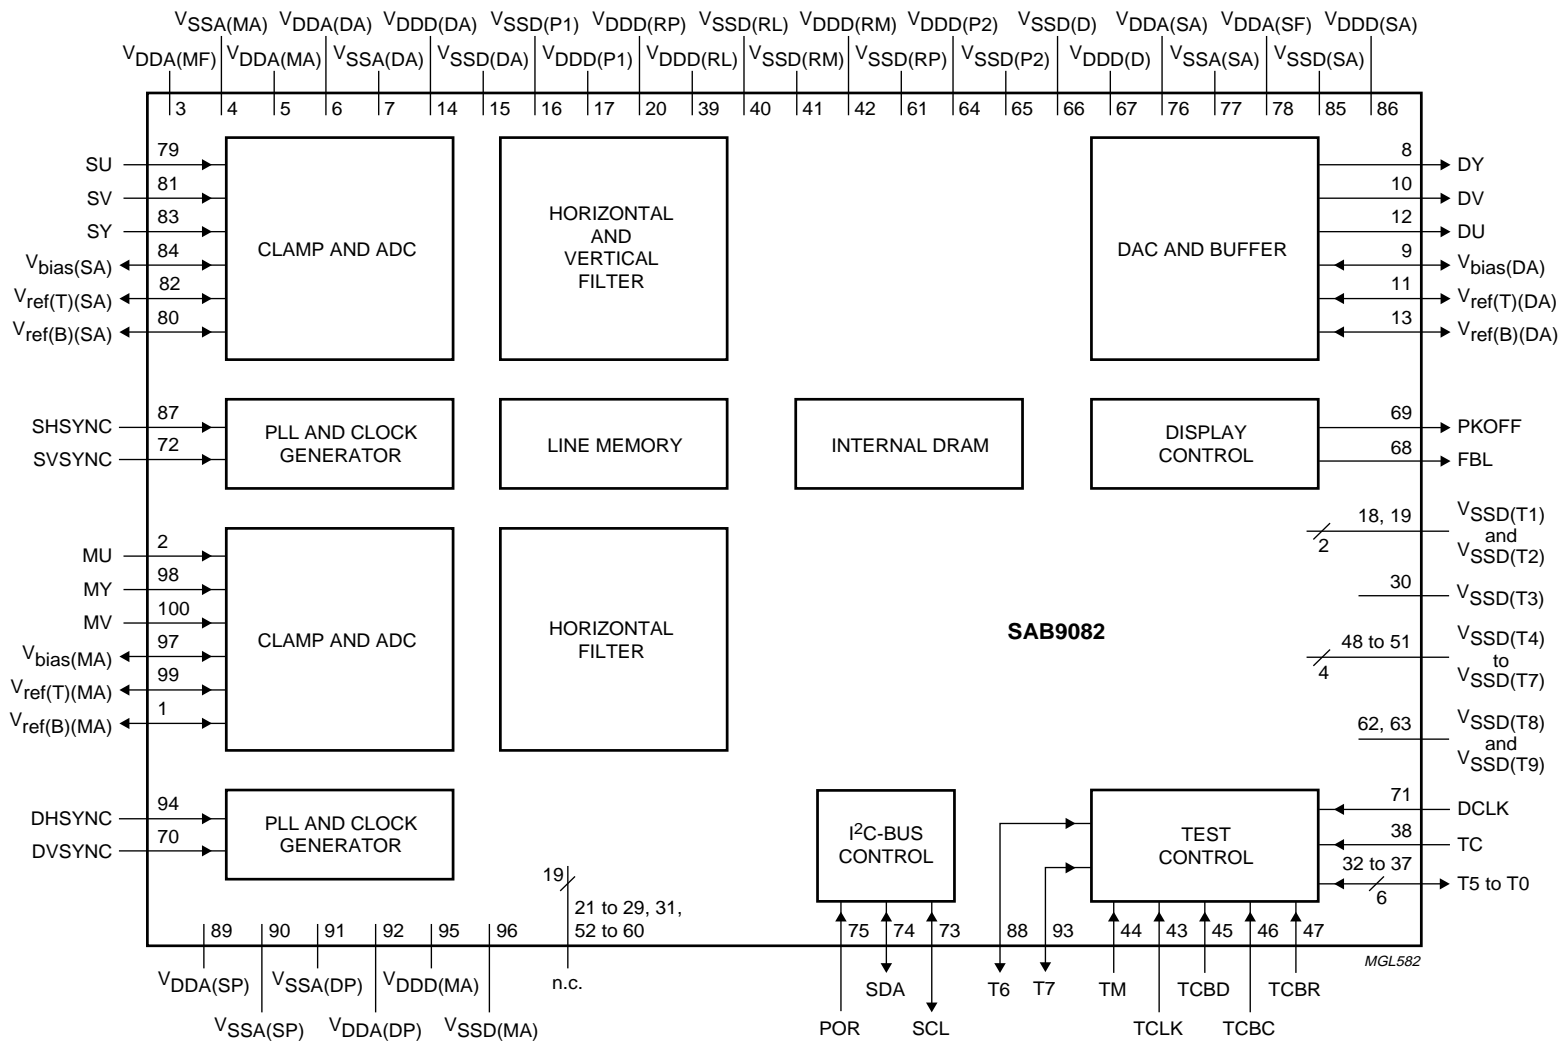 VSSA(MA) VDDA(DA) VDDD(DA) VSSD(P1) VDDD(RP) VSSD(RL) VDDD(RM) VDDD(P2) VSSD(D) VDDA(SA) VDDA(SF) VDDD(SA)
VDDA(MF) VDDA(MA) VSSA(DA) VSSD(DA) VDDD(P1) VDDD(RL) VSSD(RM) VSSD(RP) VSSD(P2) VDDD(D) VSSA(SA) VSSD(SA)
3 4 5 6 7 14 15 16 17 20 39 40 41 42 61 64 65 66 67 76 77 78 85 86
SU 79
SV 81
SY 83
Vbias(SA) 84
Vref(T)(SA) 82
Vref(B)(SA) 80
CLAMP AND ADC
HORIZONTAL
AND
VERTICAL
FILTER
DAC AND BUFFER
8 DY
10 DV
12 DU
9 Vbias(DA)
11 Vref(T)(DA)
13 Vref(B)(DA)
SHSYNC 87
SVSYNC 72
PLL AND CLOCK
GENERATOR
LINE MEMORY
INTERNAL DRAM
DISPLAY
CONTROL
69 PKOFF
68 FBL
18, 19
2
VSSD(T1)
and
VSSD(T2)
30 VSSD(T3)
48 to 51
4
VSSD(T4)
to
VSSD(T7)
62, 63
VSSD(T8)
and
VSSD(T9)
MU 2
MY 98
MV 100
Vbias(MA) 97
Vref(T)(MA) 99
Vref(B)(MA) 1
CLAMP AND ADC
HORIZONTAL
FILTER
SAB9082
DHSYNC 94
DVSYNC 70
PLL AND CLOCK
GENERATOR
I2C-BUS
CONTROL
TEST
CONTROL
71 DCLK
38 TC
32 to 37
6
T5 to T0
19
21 to 29, 31,
52 to 60
89 90 91 92 95 96
75 74 73 88 93 44 43 45 46 47
MGL582
VDDA(SP) VSSA(DP) VDDD(MA) n.c. SDA T6 T7 TM TCBD TCBR
VSSA(SP) VDDA(DP) VSSD(MA) POR SCL TCLK TCBC